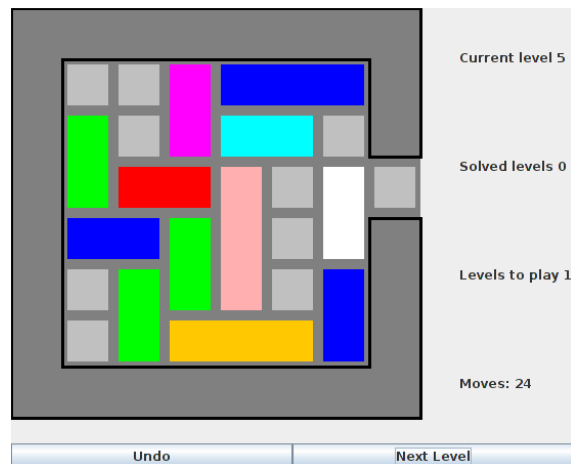 Current level 5
Solved levels 0
Levels to play 1
Moves: 24
Undo
Next Level